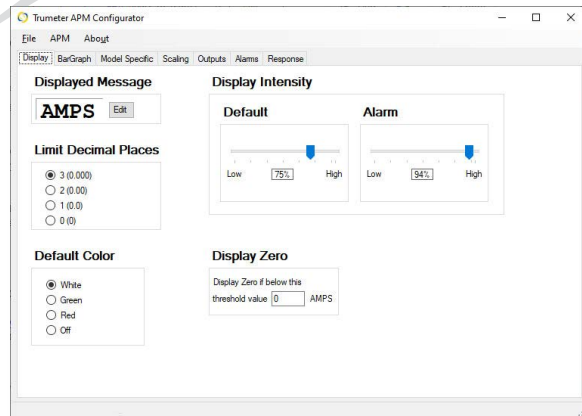 Trumeter APM Configurator
File APM About
Display BarGraph Model Specific Scaling Outputs Alarms Response
Displayed Message
AMPS Edit
Limit Decimal Places
3 (0.000)
2 (0.00)
1 (0.0)
0 (0)
Default Color
White
Green
Red
Off
Display Intensity
Default
Low 75% High
Alarm
Low 94% High
Display Zero
Display Zero if below this
threshold value 0 AMPS